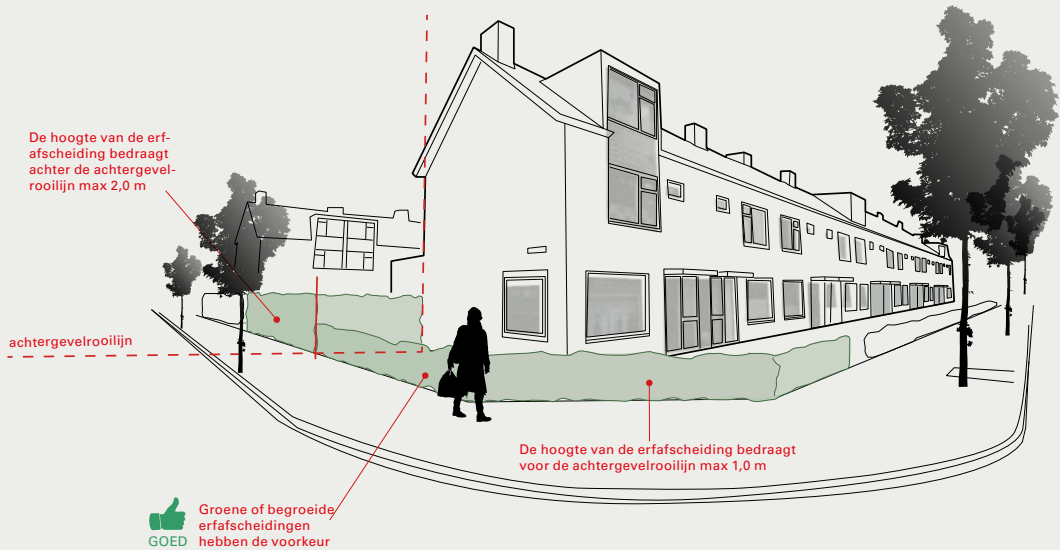 De hoogte van de erf-
afscheiding bedraagt
achter de achtergevel-
rooilijn max 2,0 m
achtergevelrooilijn
De hoogte van de erfafscheiding bedraagt
voor de achtergevelrooilijn max 1,0 m
GOED
Groene of begroeide
erfafscheidingen
hebben de voorkeur